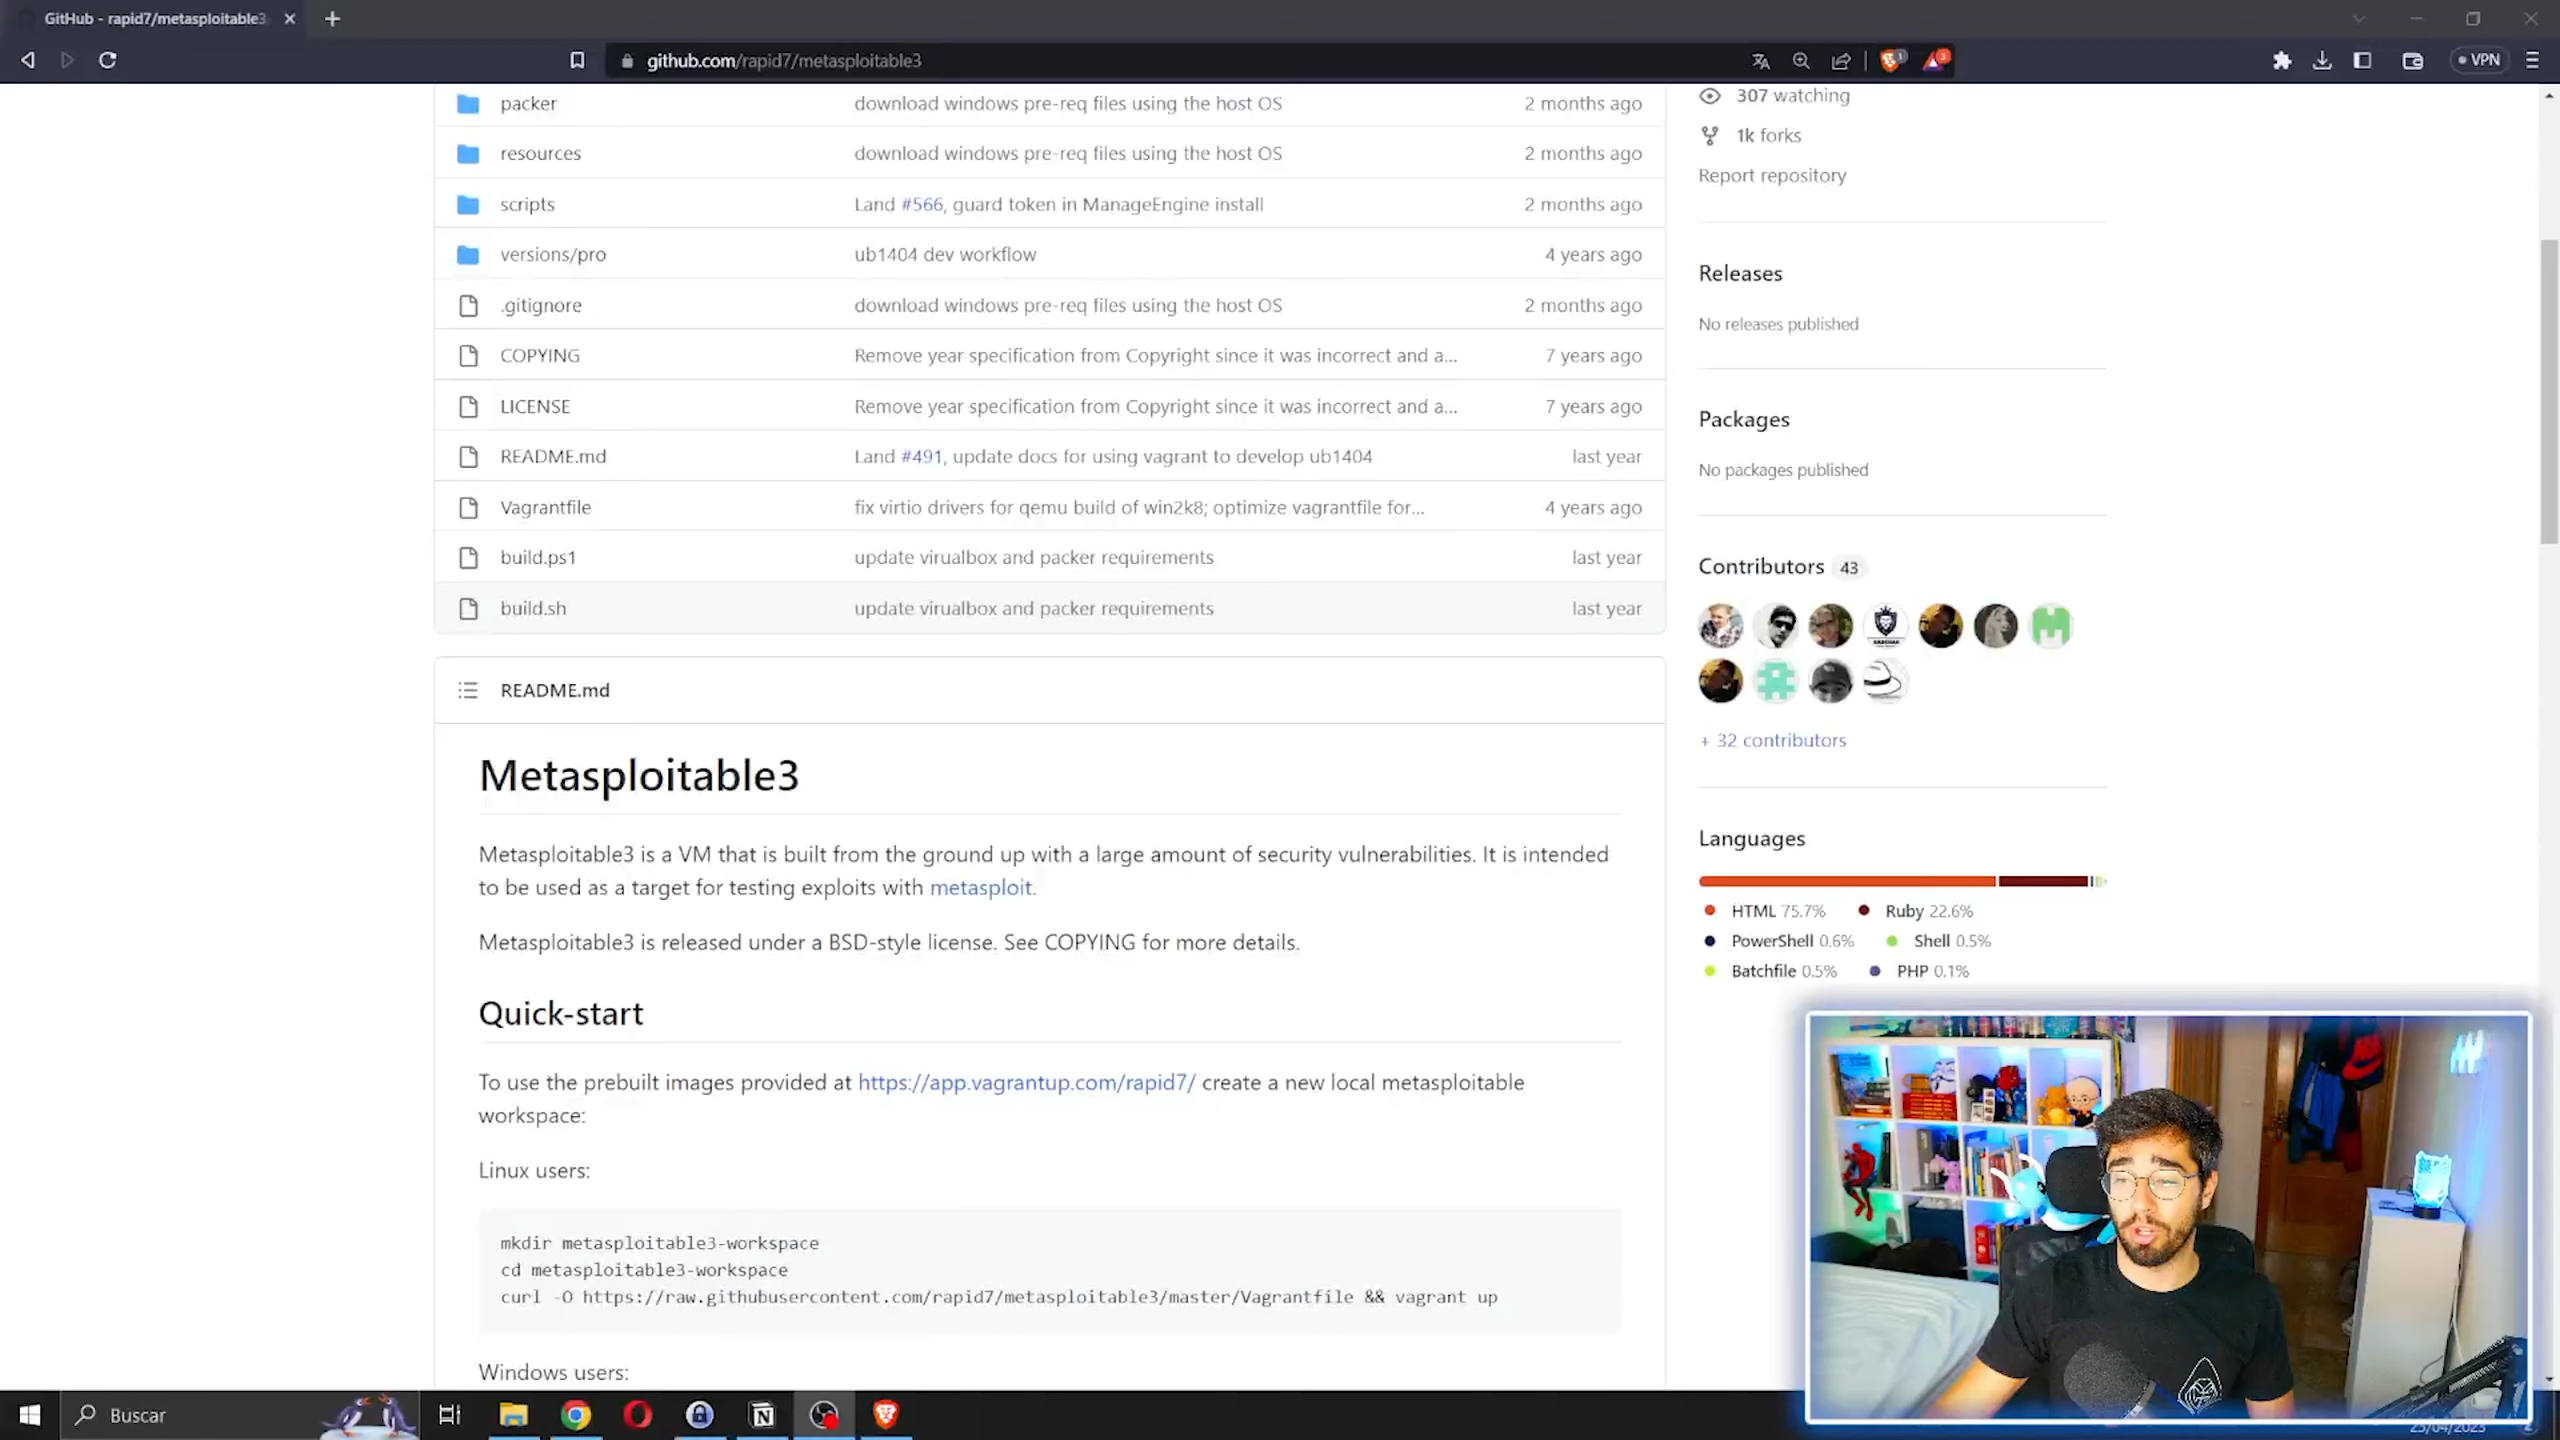 GitHub - rapid7/metasploitable3
github.com/rapid7/metasploitable3
VPN
packer download windows pre-req files using the host OS 2 months ago
resources download windows pre-req files using the host OS 2 months ago
scripts Land #566, guard token in ManageEngine install 2 months ago
versions/pro ub1404 dev workflow 4 years ago
.gitignore download windows pre-req files using the host OS 2 months ago
COPYING Remove year specification from Copyright since it was incorrect and a... 7 years ago
LICENSE Remove year specification from Copyright since it was incorrect and a... 7 years ago
README.md Land #491, update docs for using vagrant to develop ub1404 last year
Vagrantfile fix virtio drivers for qemu build of win2k8; optimize vagrantfile for... 4 years ago
build.ps1 update virualbox and packer requirements last year
build.sh update virualbox and packer requirements last year
README.md
Metasploitable3
Metasploitable3 is a VM that is built from the ground up with a large amount of security vulnerabilities. It is intended
to be used as a target for testing exploits with metasploit.
Metasploitable3 is released under a BSD-style license. See COPYING for more details.
Quick-start
To use the prebuilt images provided at https://app.vagrantup.com/rapid7/ create a new local metasploitable
workspace:
Linux users:
mkdir metasploitable3-workspace
cd metasploitable3-workspace
curl -O https://raw.githubusercontent.com/rapid7/metasploitable3/master/Vagrantfile && vagrant up
Windows users:
307 watching
1k forks
Report repository
Releases
No releases published
Packages
No packages published
Contributors 43
+ 32 contributors
Languages
HTML 75.7% Ruby 22.6%
PowerShell 0.6% Shell 0.5%
Batchfile 0.5% PHP 0.1%
Buscar